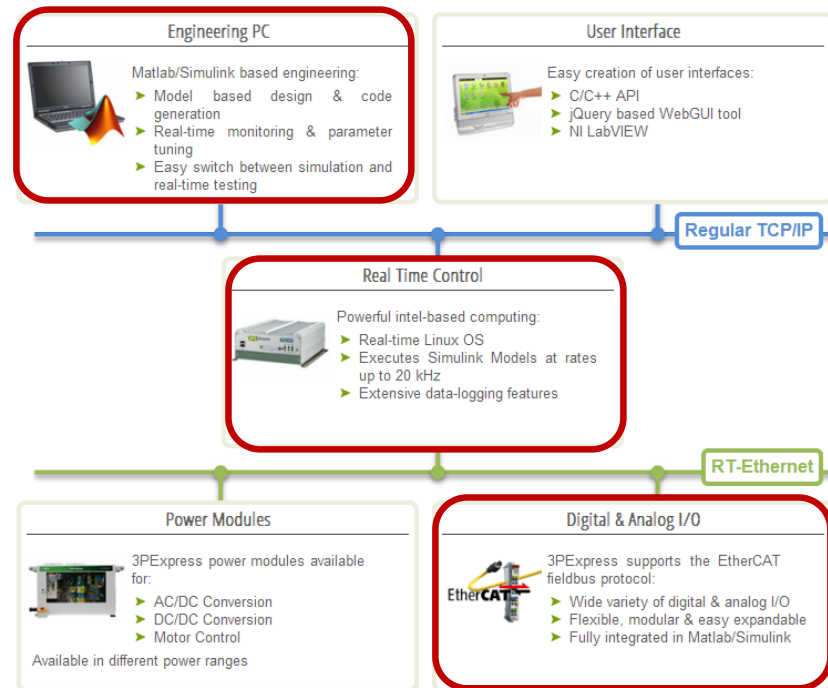 Engineering PC
Matlab/Simulink based engineering:
Model based design & code
generation
Real-time monitoring & parameter
tuning
Easy switch between simulation and
real-time testing
User Interface
Easy creation of user interfaces:
C/C++ API
jQuery based WebGUI tool
NI LabVIEW
Regular TCP/IP
Real Time Control
Powerful intel-based computing:
Real-time Linux OS
Executes Simulink Models at rates
up to 20 kHz
Extensive data-logging features
RT-Ethernet
Power Modules
3PExpress power modules available
for:
AC/DC Conversion
DC/DC Conversion
Motor Control
Available in different power ranges
Digital & Analog I/O
EtherCAT
3PExpress supports the EtherCAT
fieldbus protocol:
Wide variety of digital & analog I/O
Flexible, modular & easy expandable
Fully integrated in Matlab/Simulink